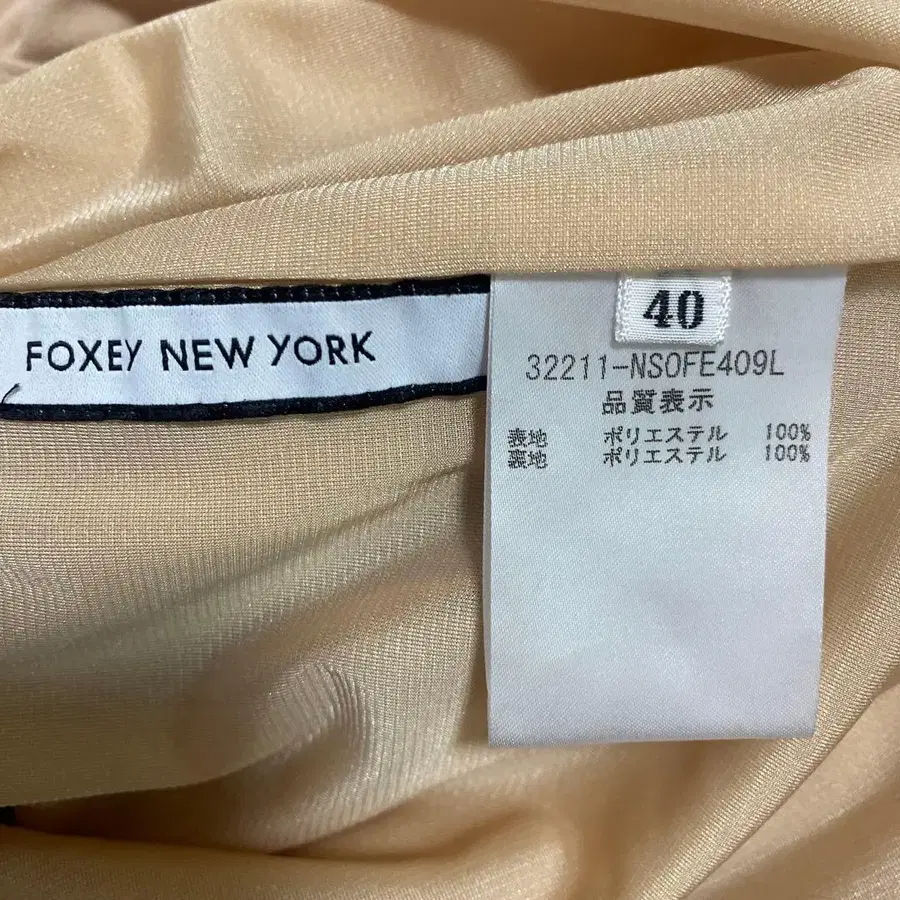 FOXEY NEW YORK
40
32211-NSOFE409L
品質表示
表地 ポリエステル 100%
裏地 ポリエステル 100%